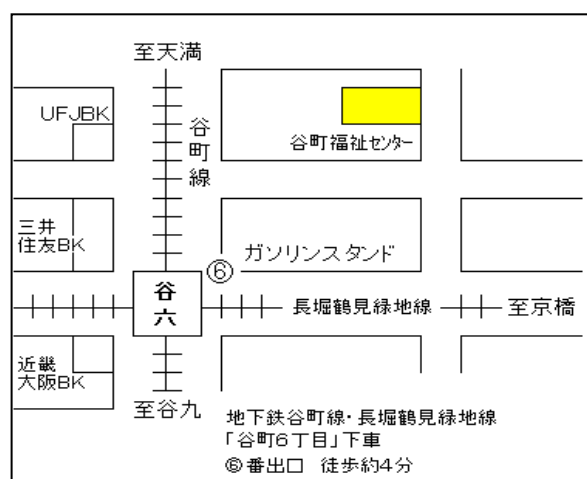 至天満
UFJBK
谷町線
谷町福祉センター
三井
住友BK
⑥
ガソリンスタンド
谷六
長堀鶴見緑地線
至京橋
近畿
大阪BK
至谷九
地下鉄谷町線・長堀鶴見緑地線
「谷町6丁目」下車
⑥番出口 徒歩約4分